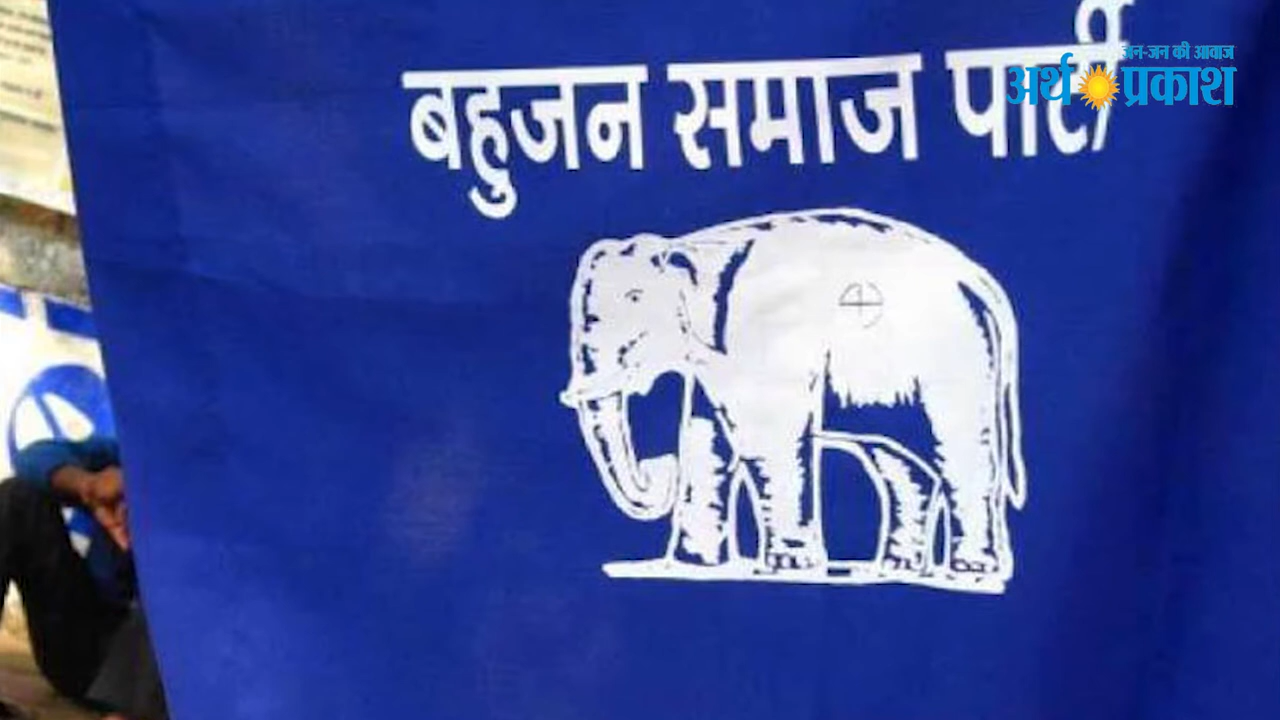 बहुजन समाज पार्टी
जन-जन की आवाज
अर्थ प्रकाश